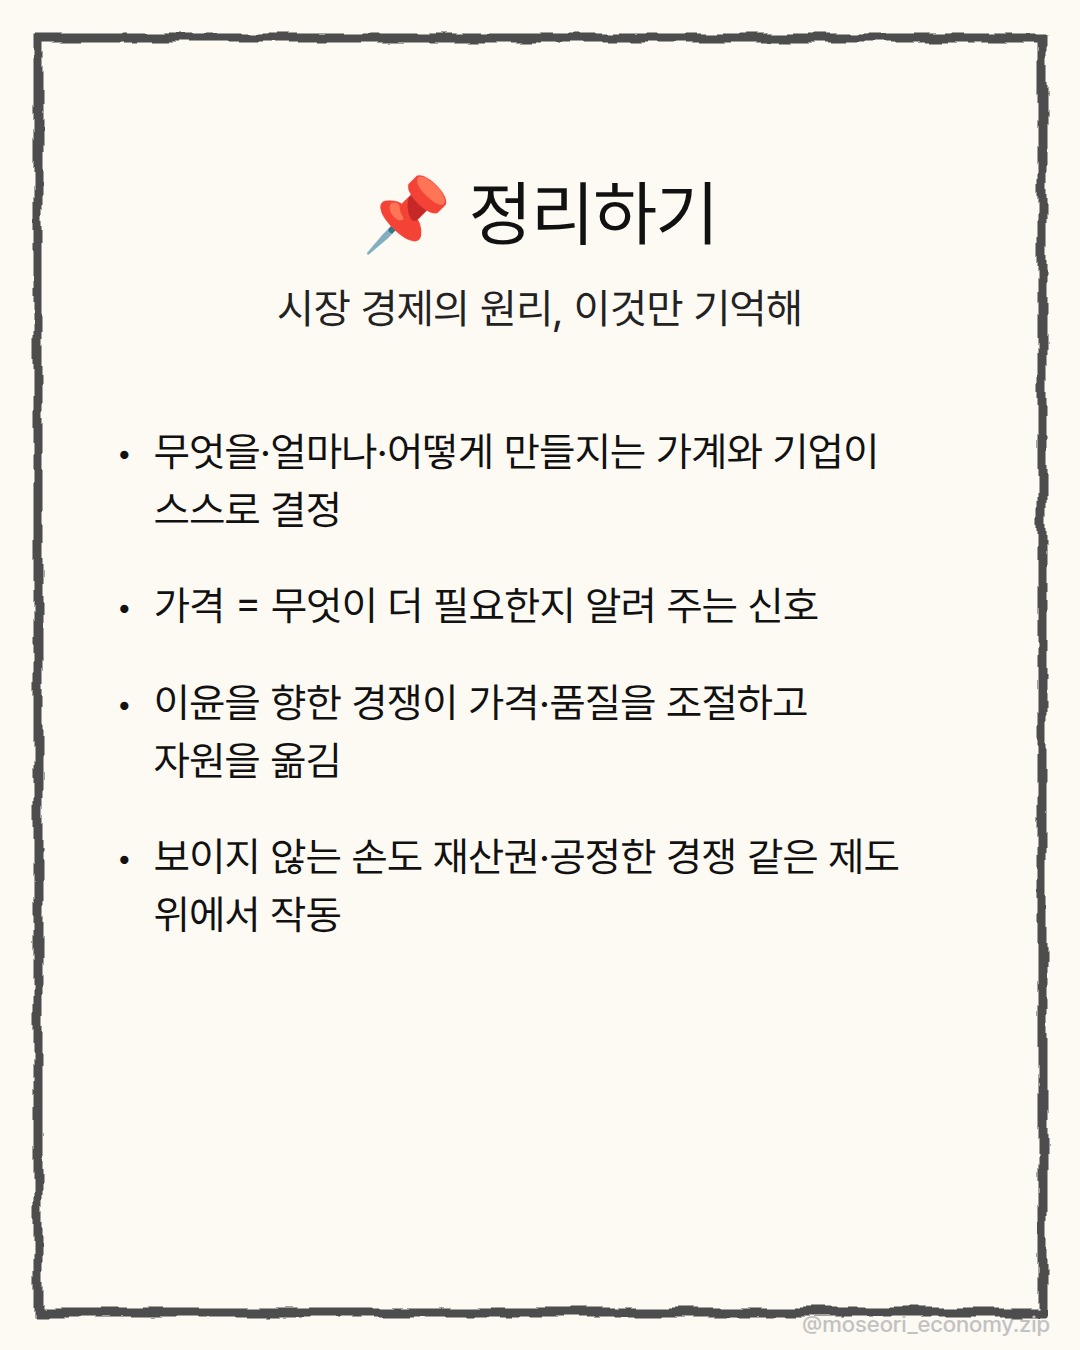 📌 정리하기
시장 경제의 원리, 이것만 기억해
• 무엇을·얼마나·어떻게 만들지는 가계와 기업이
스스로 결정
• 가격 = 무엇이 더 필요한지 알려 주는 신호
• 이윤을 향한 경쟁이 가격·품질을 조절하고
자원을 옮김
• 보이지 않는 손도 재산권·공정한 경쟁 같은 제도
위에서 작동
@moseori_economy.zip